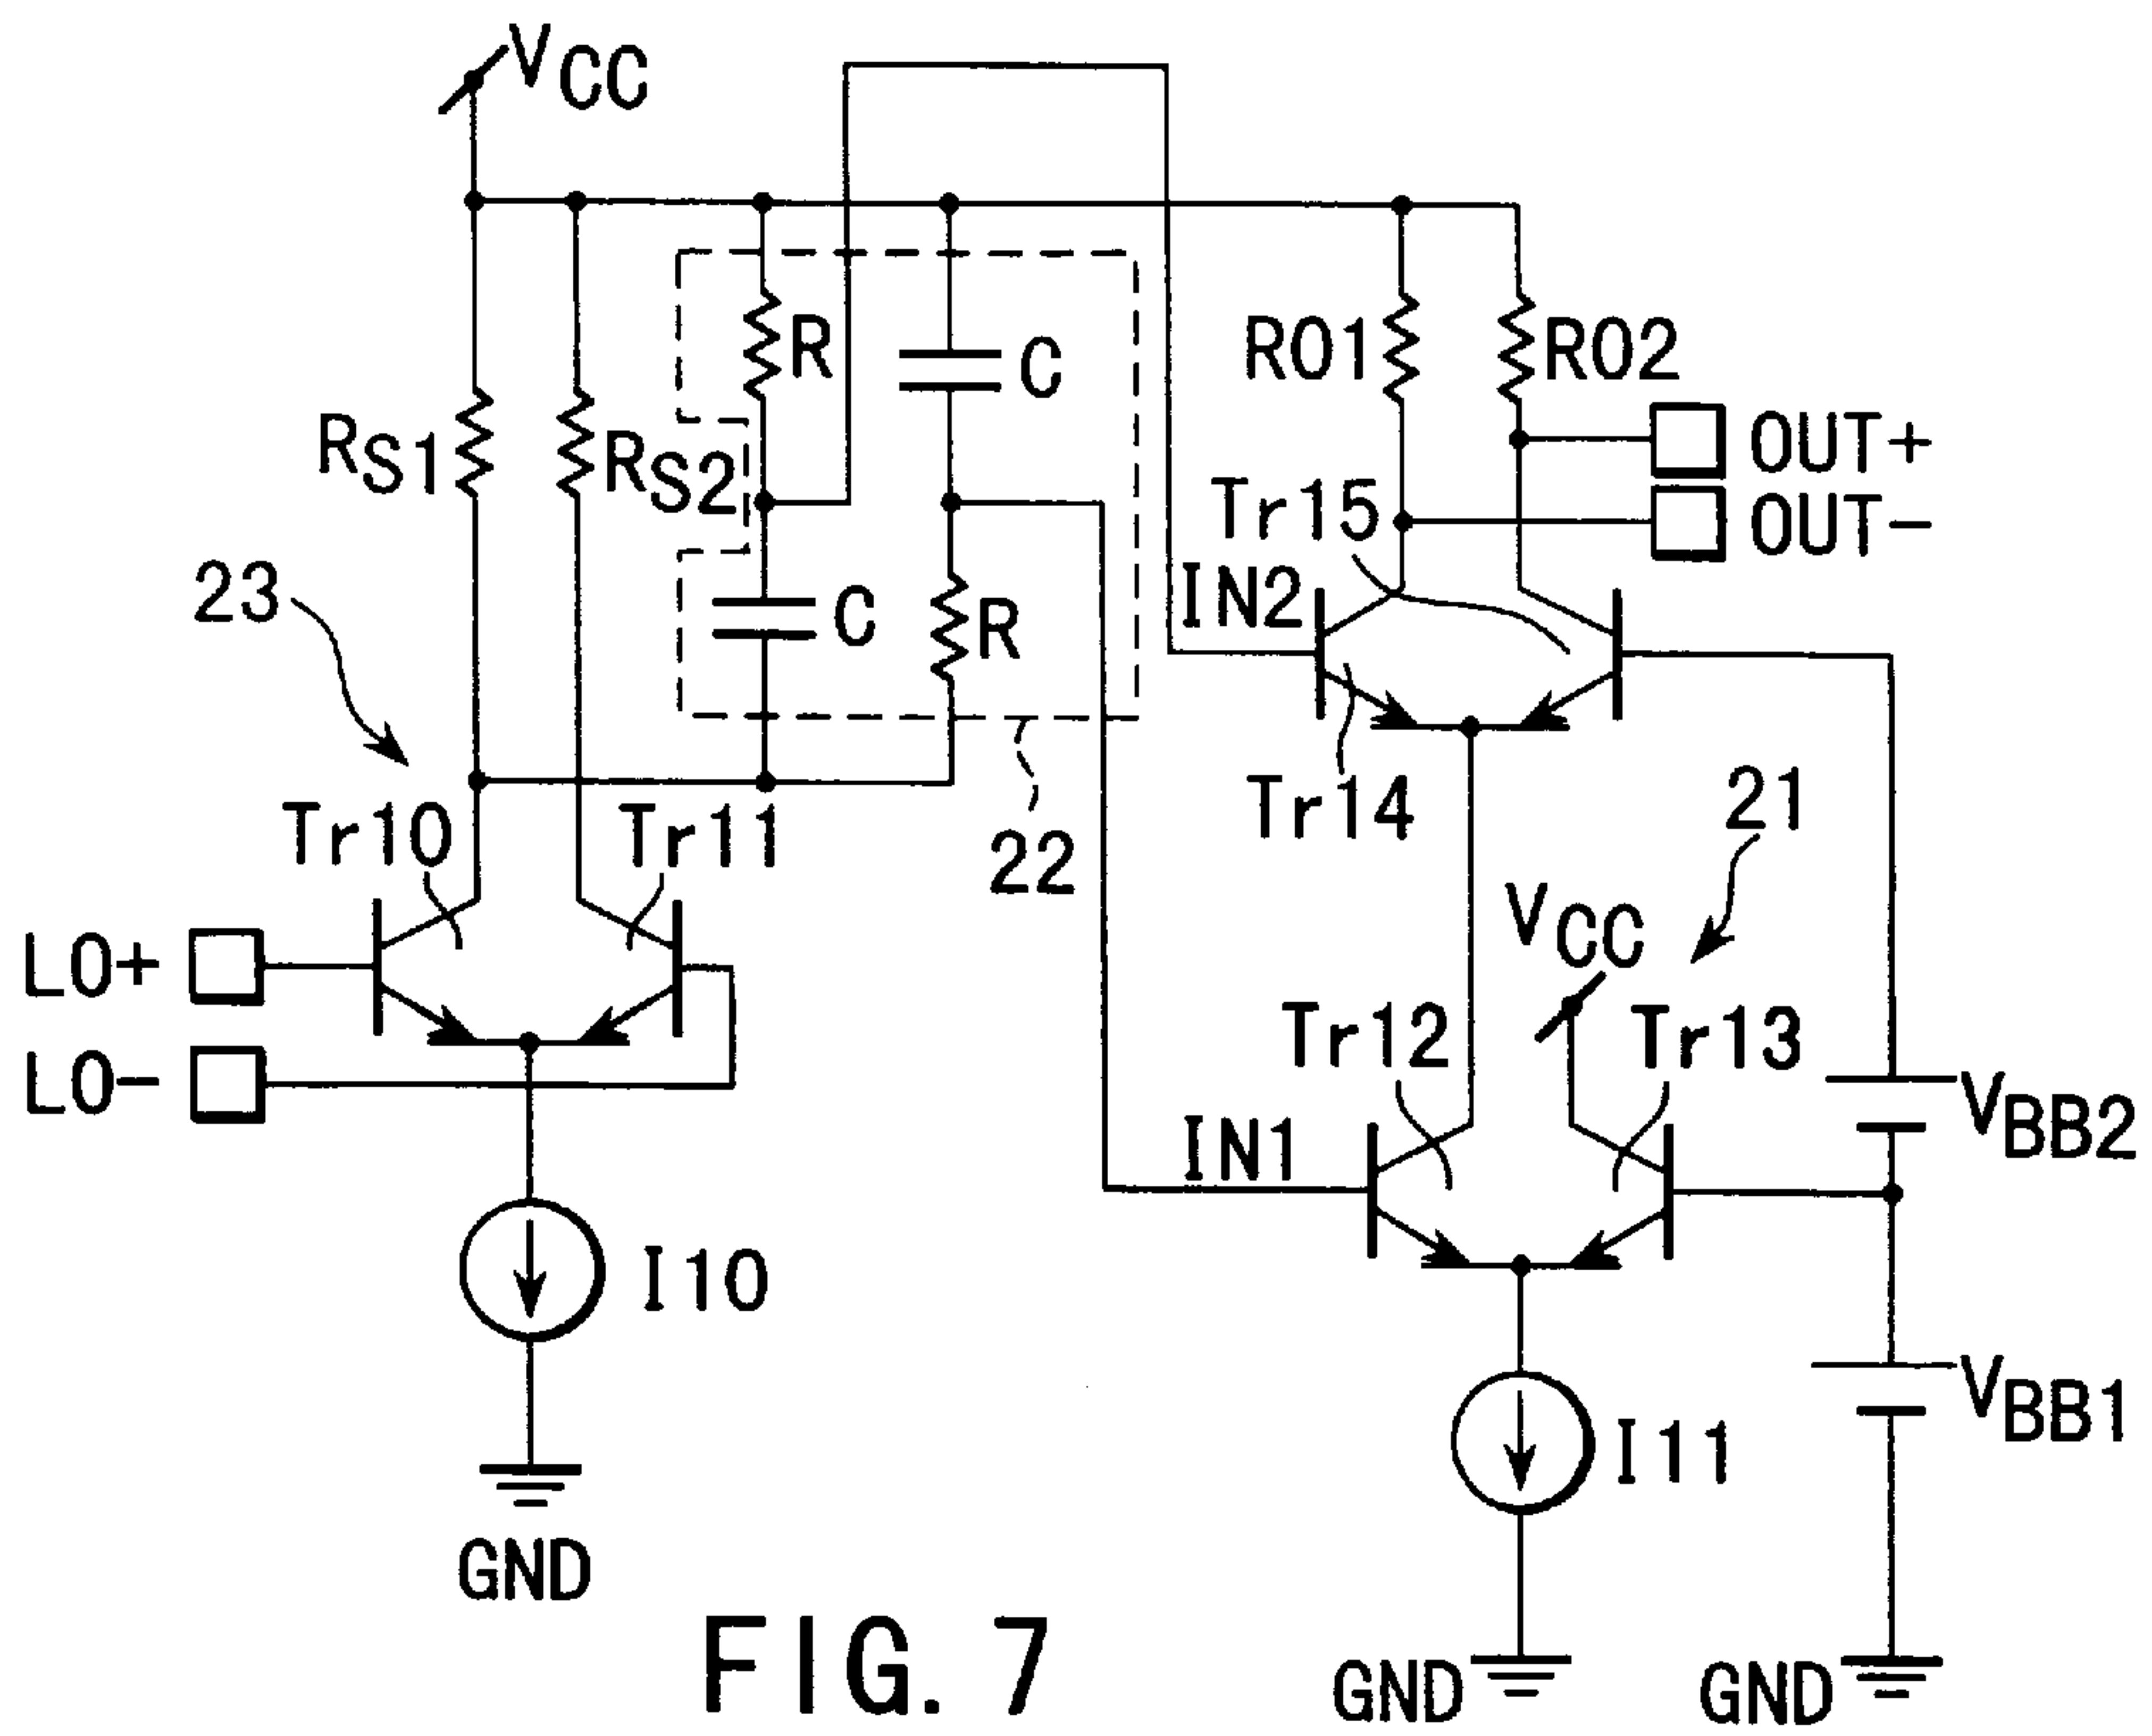 VCC
R
C
RO1
RO2
RS1
RS2
OUT+
OUT-
Tr15
IN2
23
C
R
Tr14
21
Tr10
Tr11
22
VCC
LO+
Tr12
Tr13
LO-
VBB2
IN1
I10
VBB1
I11
GND
GND
GND
FIG. 7